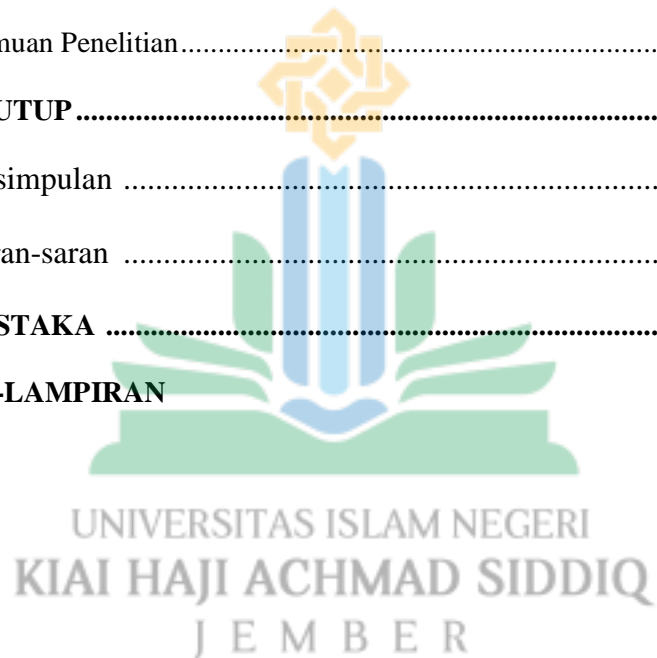 muan Penelitian....................................................................
UTUP...................................................................................
simpulan ...........................................................................
ran-saran ..........................................................................
STAKA ...............................................................................
-LAMPIRAN
UNIVERSITAS ISLAM NEGERI
KIAI HAJI ACHMAD SIDDIQ
J E M B E R